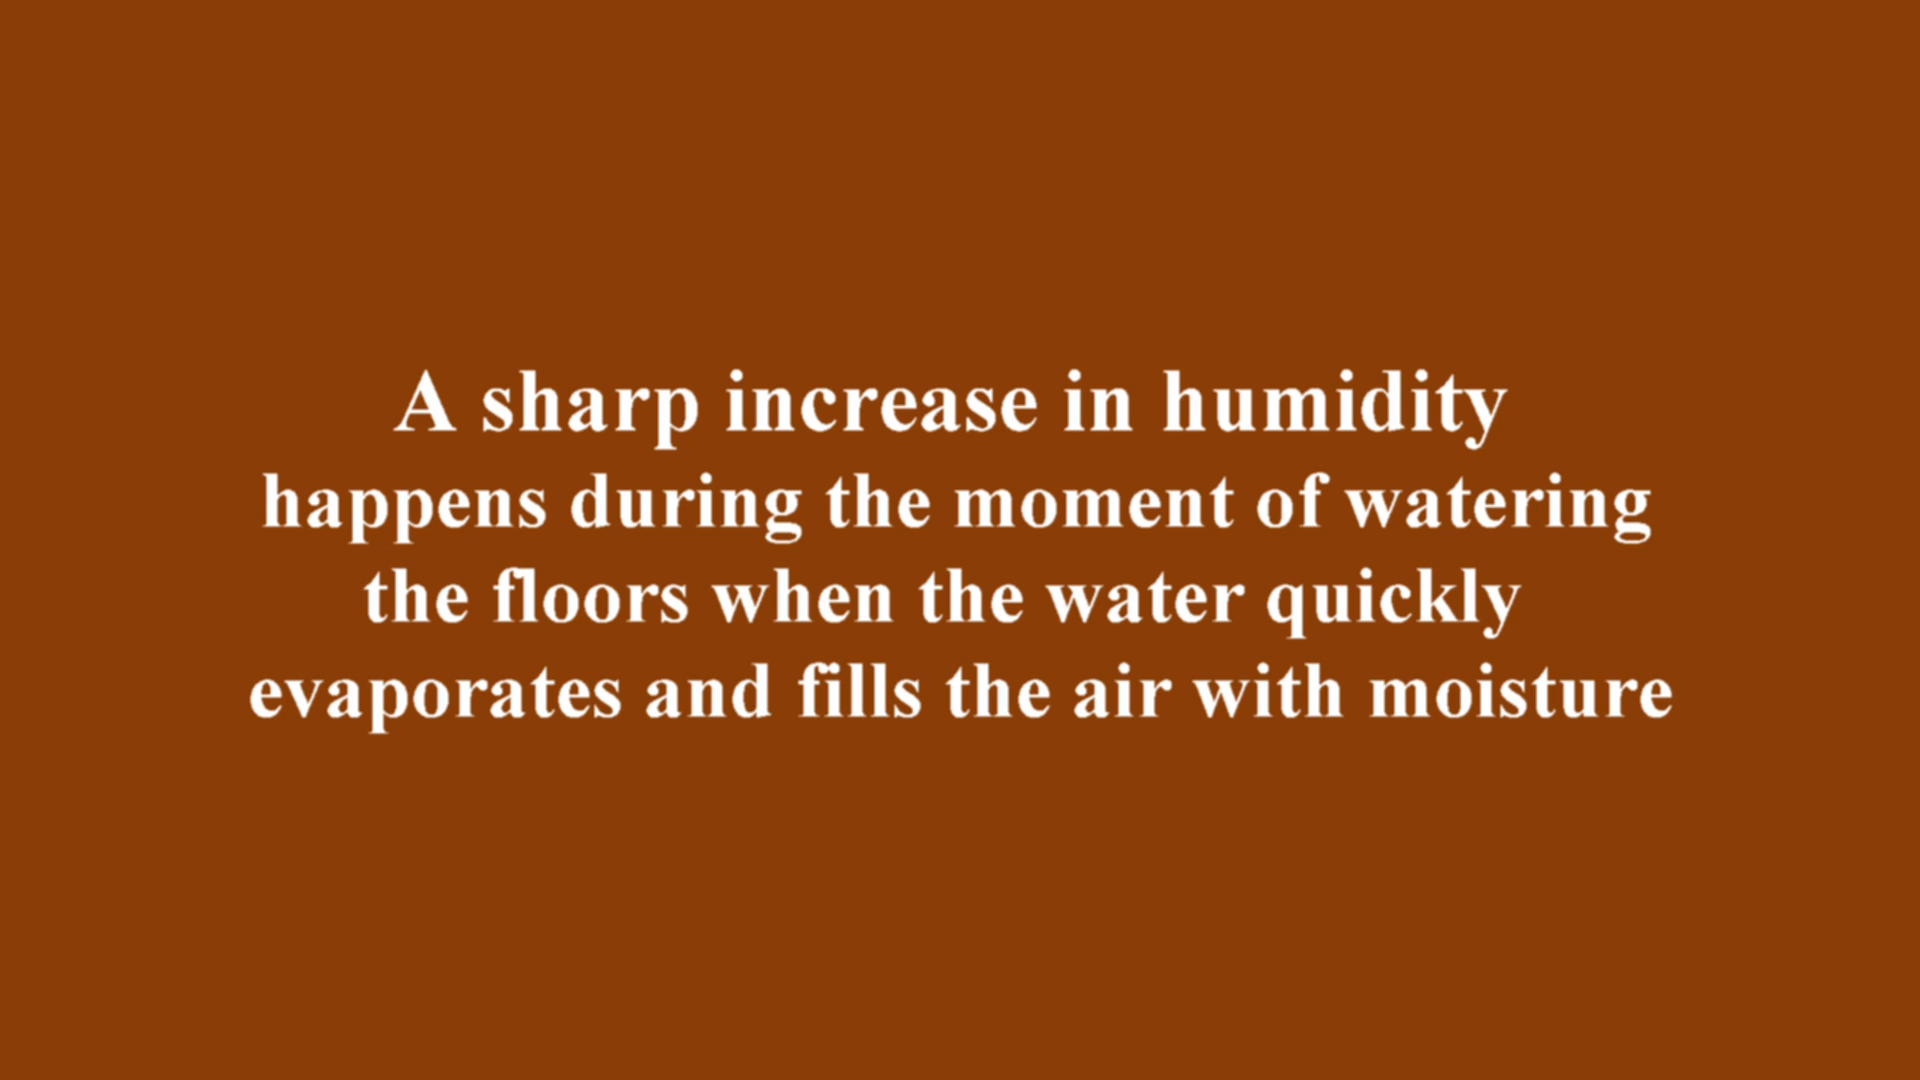 A sharp increase in humidity
happens during the moment of watering
the floors when the water quickly
evaporates and fills the air with moisture